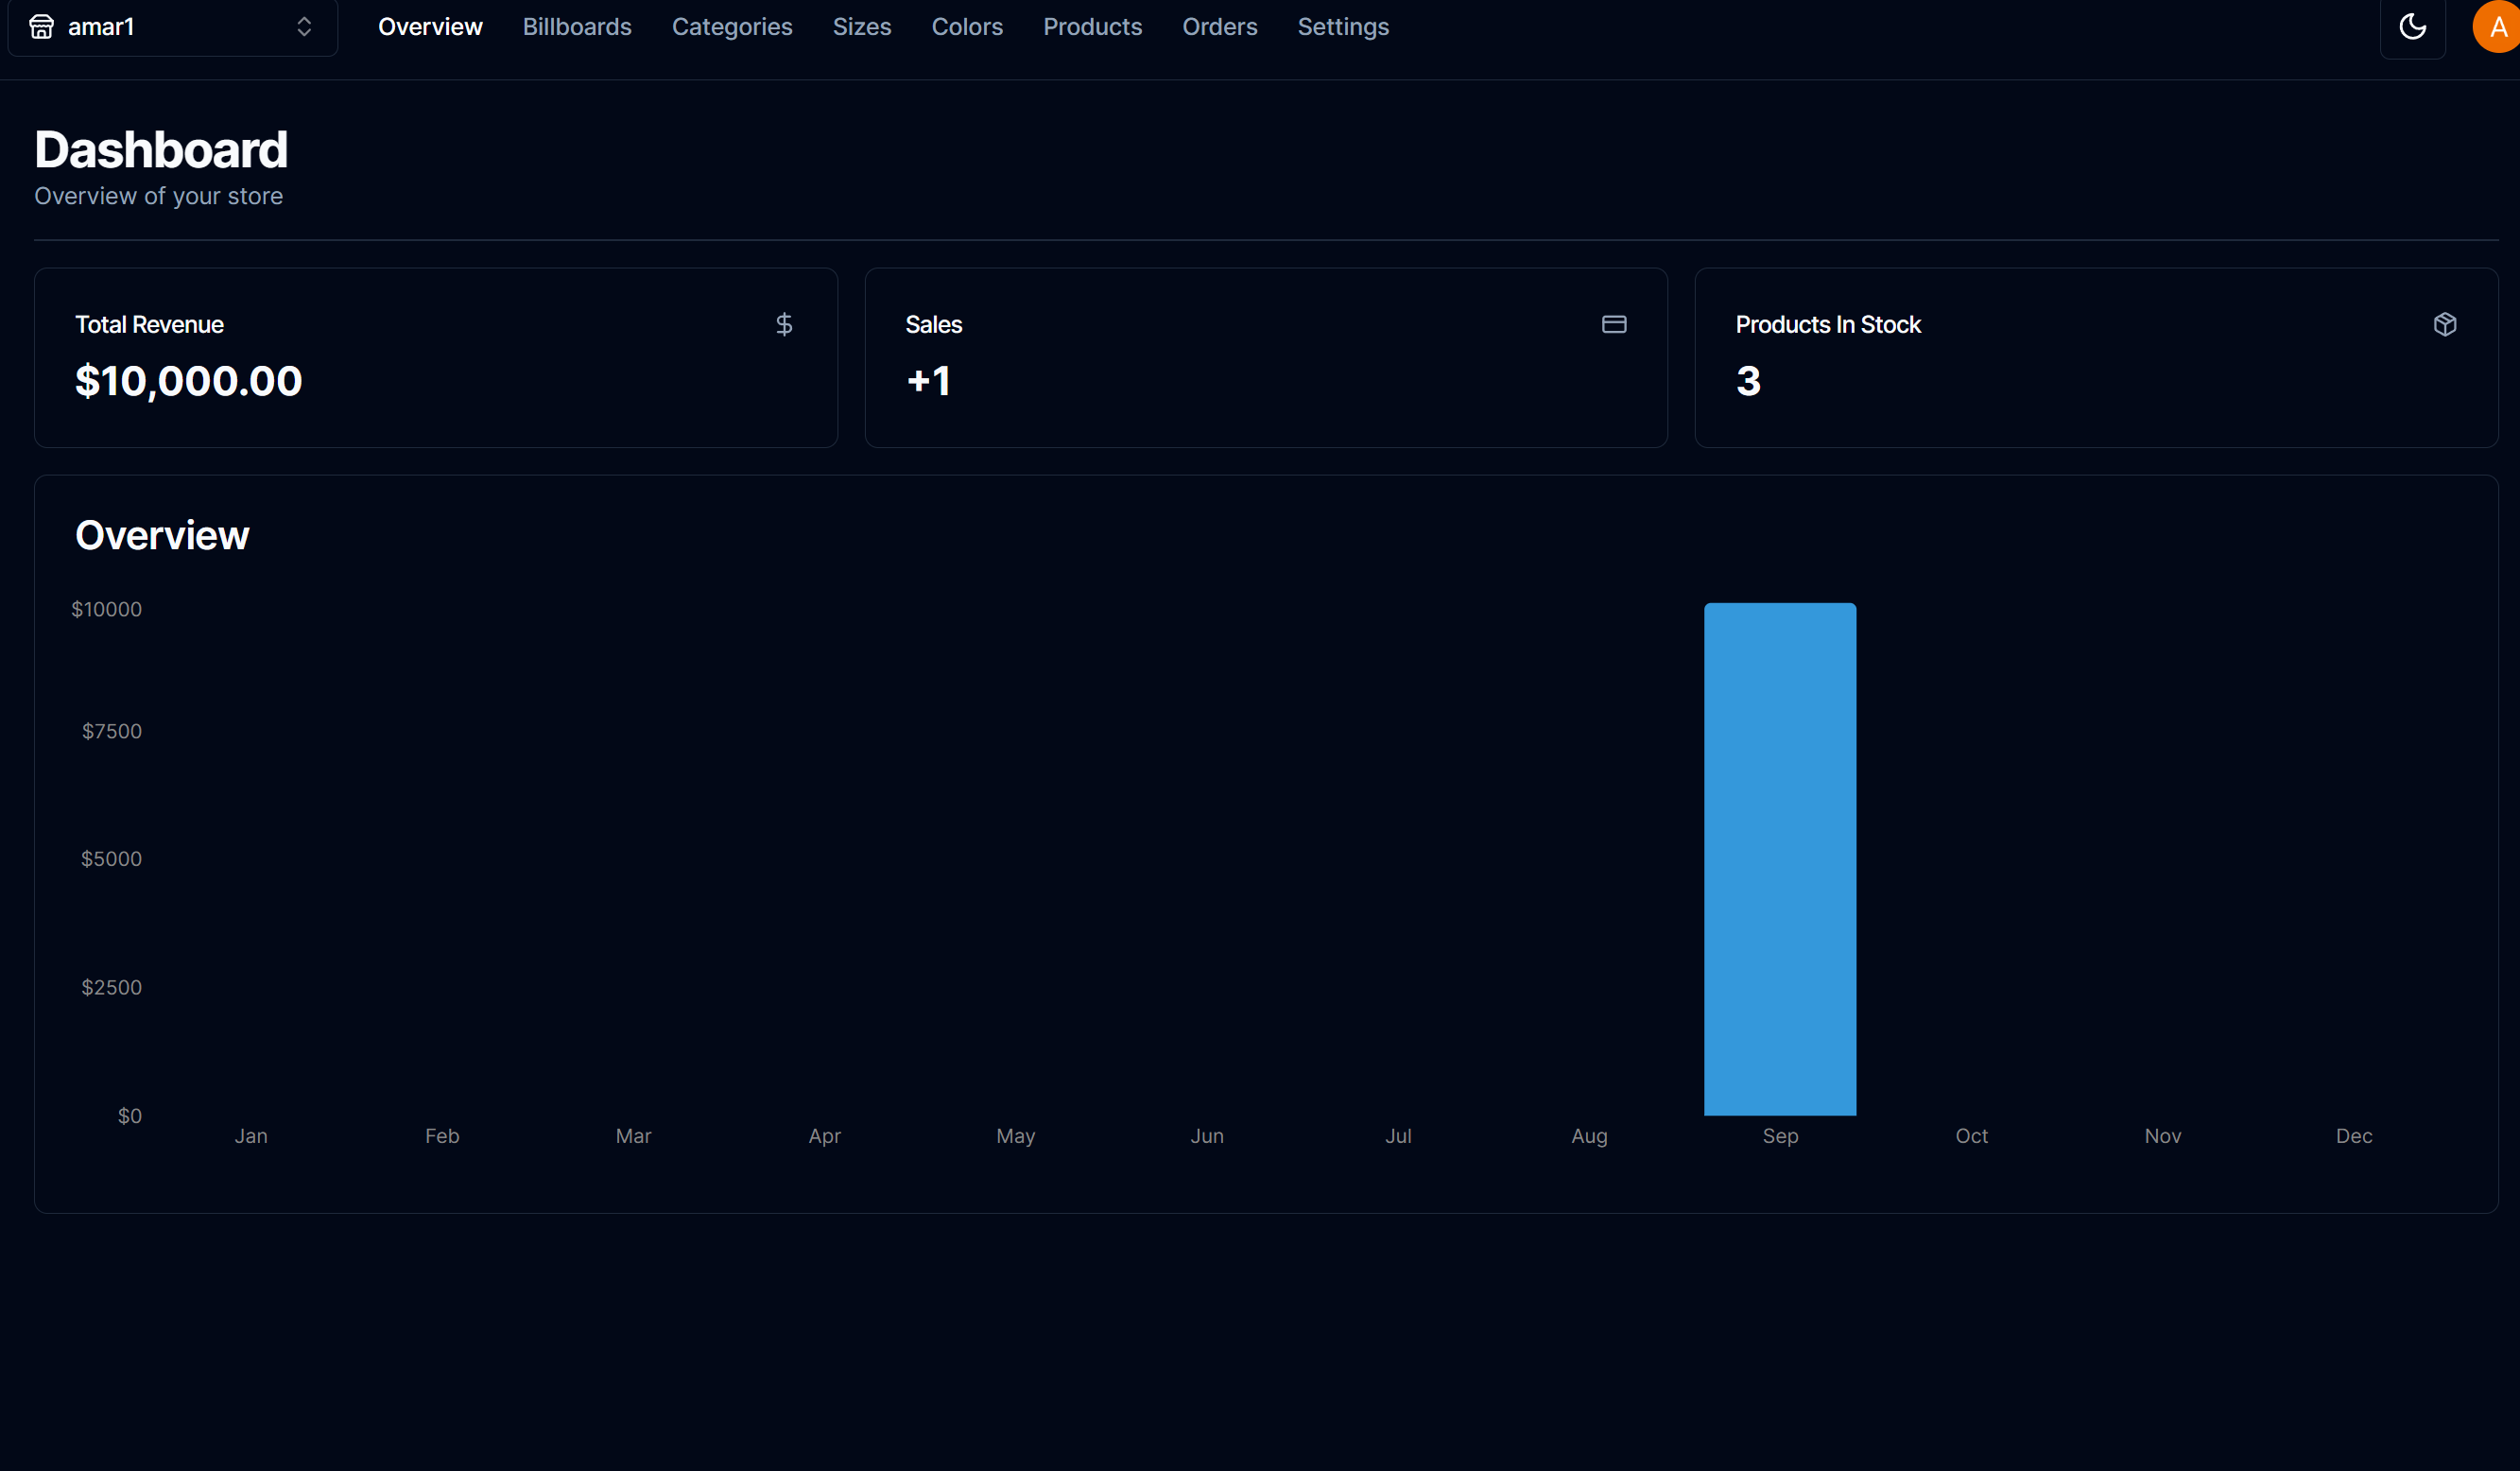 amar1 Overview Billboards Categories Sizes Colors Products Orders Settings A
Dashboard
Overview of your store
Total Revenue
$10,000.00
Sales
+1
Products In Stock
3
Overview
$10000
$7500
$5000
$2500
$0
Jan Feb Mar Apr May Jun Jul Aug Sep Oct Nov Dec